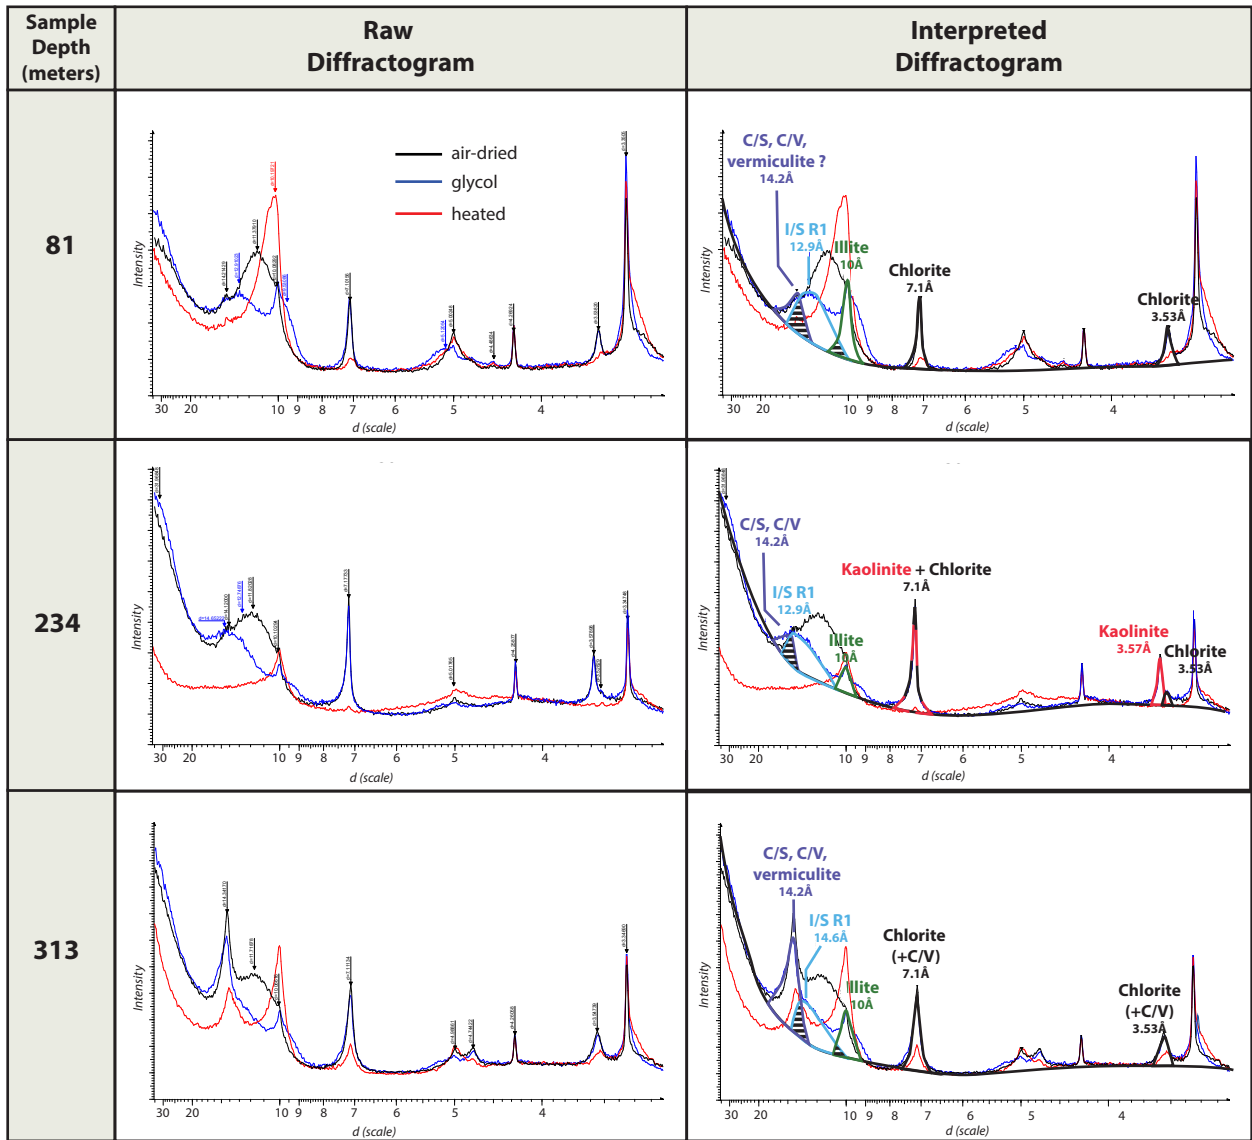 Sample
Depth
(meters)
Raw
Diffractogram
Interpreted
Diffractogram
81
air-dried
glycol
heated
Intensity
30 20 10 9 8 7 6 5 4
d (scale)
C/S, C/V,
vermiculite ?
14.2Å
I/S R1
12.9Å
Illite
10Å
Chlorite
7.1Å
Chlorite
3.53Å
Intensity
30 20 10 9 8 7 6 5 4
d (scale)
234
Intensity
30 20 10 9 8 7 6 5 4
d (scale)
C/S, C/V
14.2Å
I/S R1
12.9Å
Illite
10Å
Kaolinite + Chlorite
7.1Å
Kaolinite
3.57Å
Chlorite
3.53Å
Intensity
30 20 10 9 8 7 6 5 4
d (scale)
313
Intensity
30 20 10 9 8 7 6 5 4
d (scale)
C/S, C/V,
vermiculite
14.2Å
I/S R1
14.6Å
Illite
10Å
Chlorite
(+C/V)
7.1Å
Chlorite
(+C/V)
3.53Å
Intensity
30 20 10 9 8 7 6 5 4
d (scale)